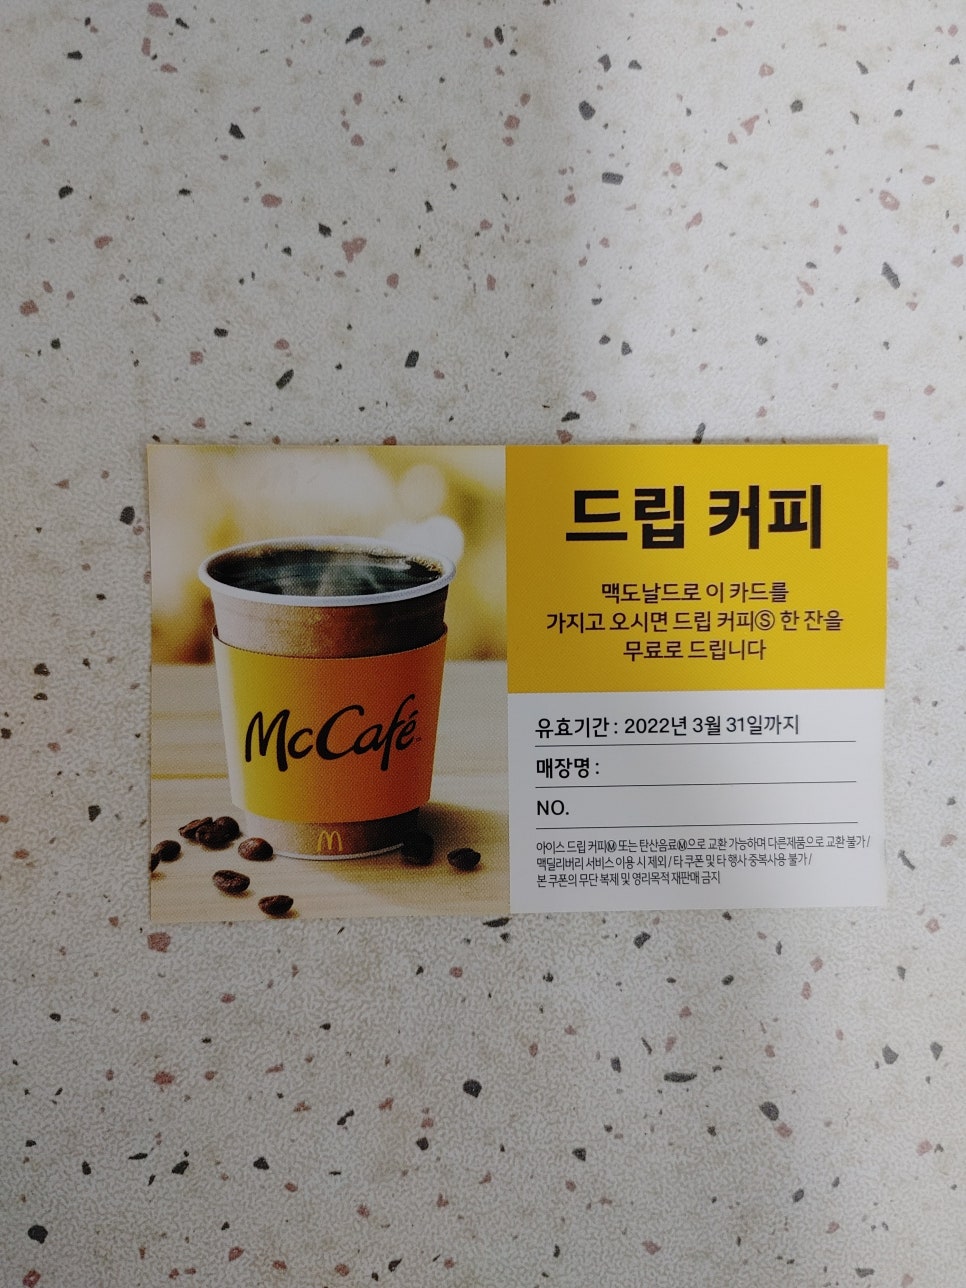 McCafé
드립 커피
맥도날드로 이 카드를
가지고 오시면 드립 커피Ⓢ 한 잔을
무료로 드립니다
유효기간 : 2022년 3월 31일까지
매장명 :
NO.
아이스 드립 커피Ⓜ 또는 탄산음료Ⓜ으로 교환 가능하며 다른제품으로 교환 불가 /
맥딜리버리 서비스 이용 시 제외 / 타 쿠폰 및 타 행사 중복사용 불가 /
본 쿠폰의 무단 복제 및 영리목적 재판매 금지